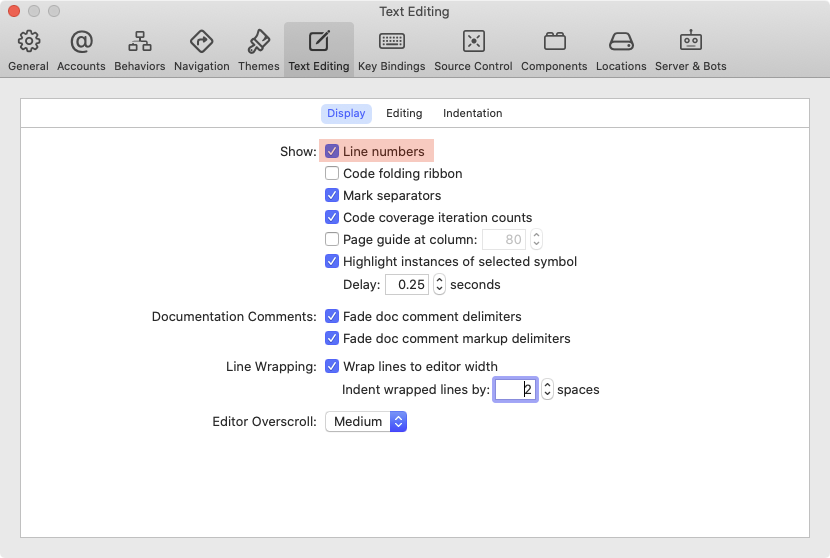 Text Editing
General Accounts Behaviors Navigation Themes Text Editing Key Bindings Source Control Components Locations Server & Bots
Display Editing Indentation
Show: Line numbers
Code folding ribbon
Mark separators
Code coverage iteration counts
Page guide at column: 80
Highlight instances of selected symbol
Delay: 0.25 seconds
Documentation Comments: Fade doc comment delimiters
Fade doc comment markup delimiters
Line Wrapping: Wrap lines to editor width
Indent wrapped lines by: 2 spaces
Editor Overscroll: Medium